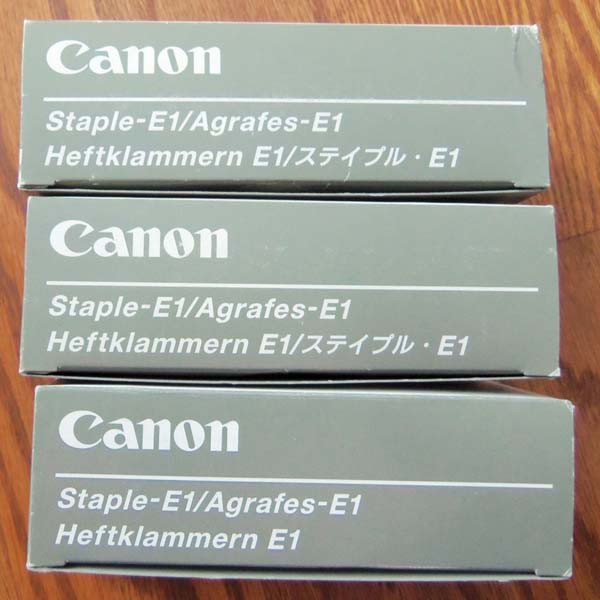 Canon
Staple-E1/Agrafes-E1
Heftklammern E1/ステイプル・E1
Canon
Staple-E1/Agrafes-E1
Heftklammern E1/ステイプル・E1
Canon
Staple-E1/Agrafes-E1
Heftklammern E1